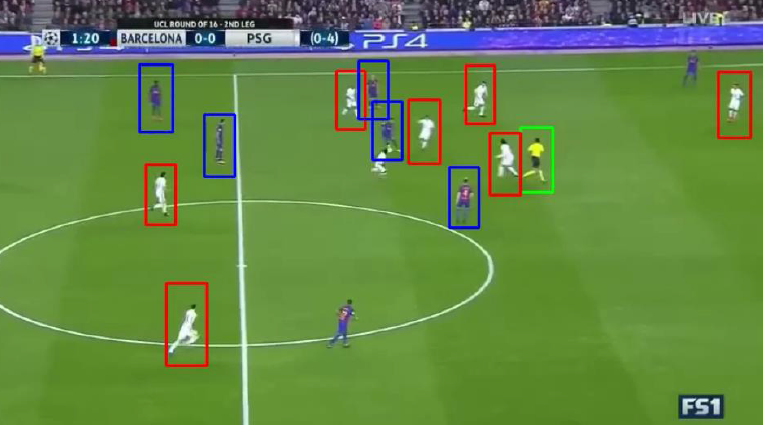 LIVE
UCL ROUND OF 16 - 2ND LEG
1:20 BARCELONA 0-0 PSG (0-4)
PS4
FS1